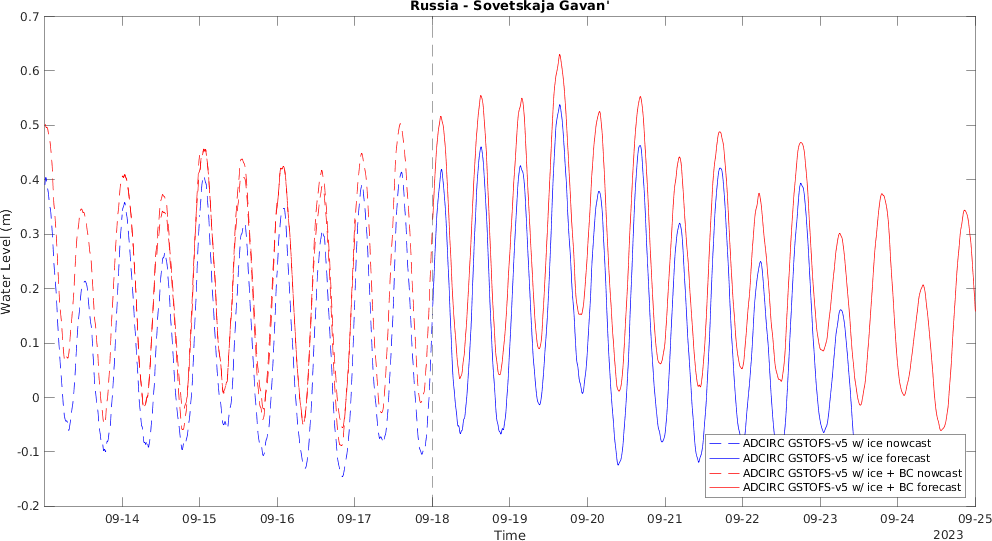 Russia - Sovetskaja Gavan'
0.7
0.6
0.5
0.4
0.3
0.2
0.1
0
-0.1
-0.2
Water Level (m)
ADCIRC GSTOFS-v5 w/ ice nowcast
ADCIRC GSTOFS-v5 w/ ice forecast
ADCIRC GSTOFS-v5 w/ ice + BC nowcast
ADCIRC GSTOFS-v5 w/ ice + BC forecast
09-14 09-15 09-16 09-17 09-18 09-19 09-20 09-21 09-22 09-23 09-24 09-25
Time
2023